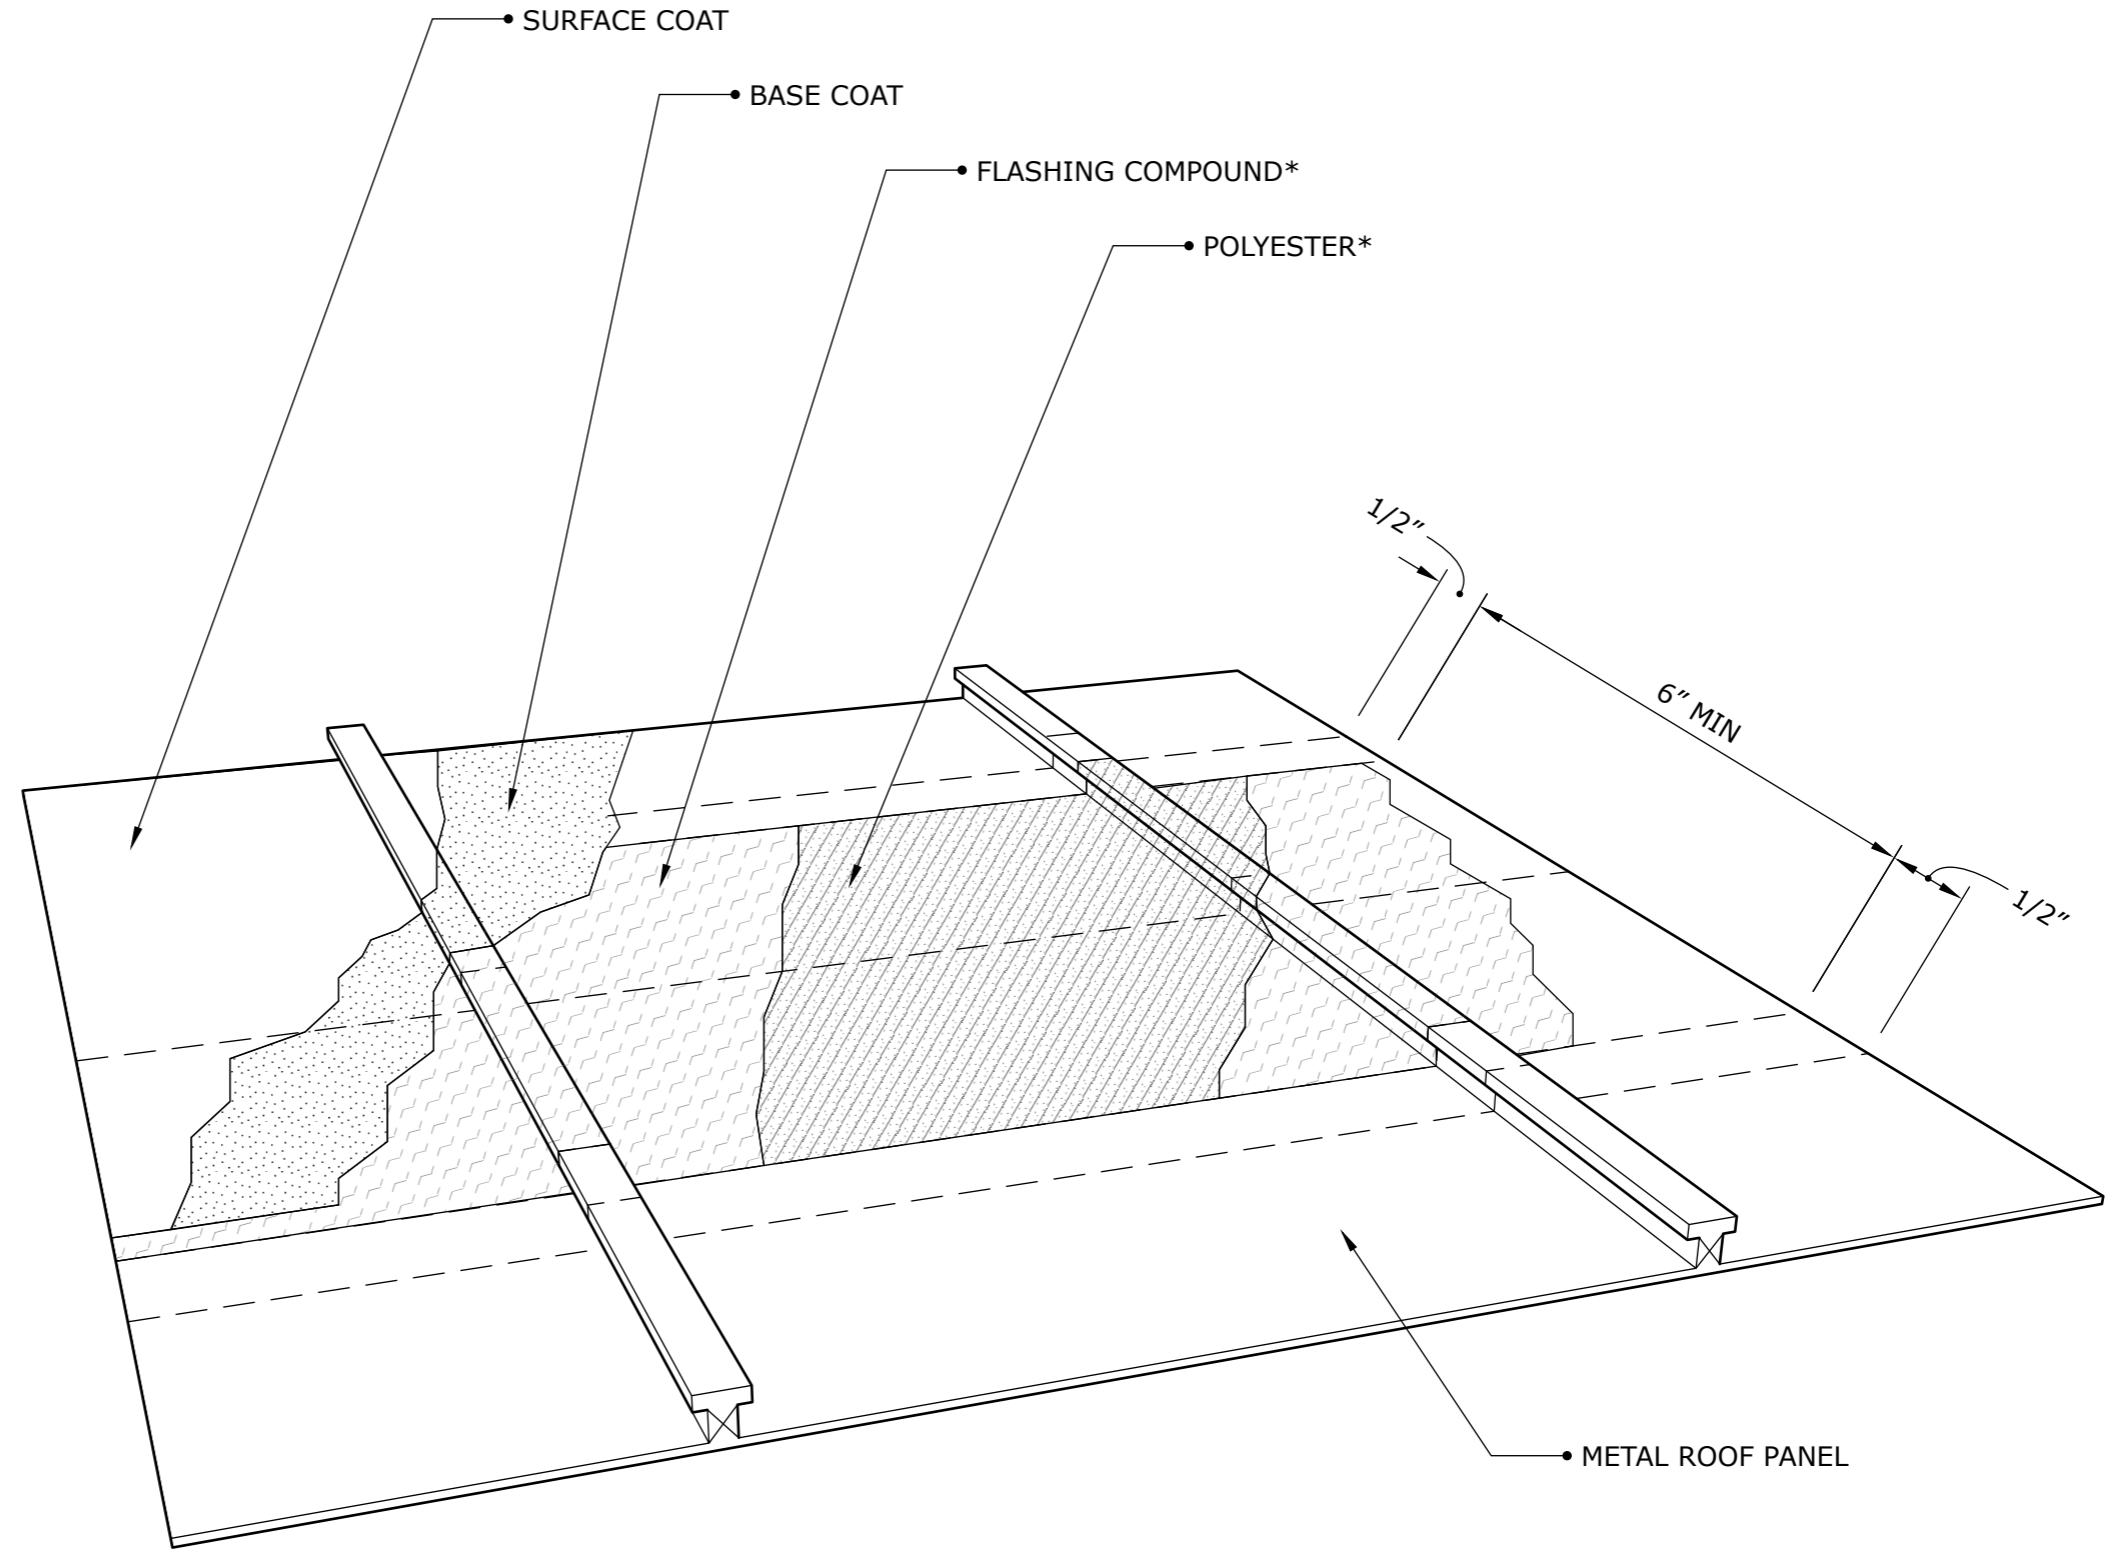 SURFACE COAT
BASE COAT
FLASHING COMPOUND*
POLYESTER*
1/2"
6" MIN
1/2"
METAL ROOF PANEL